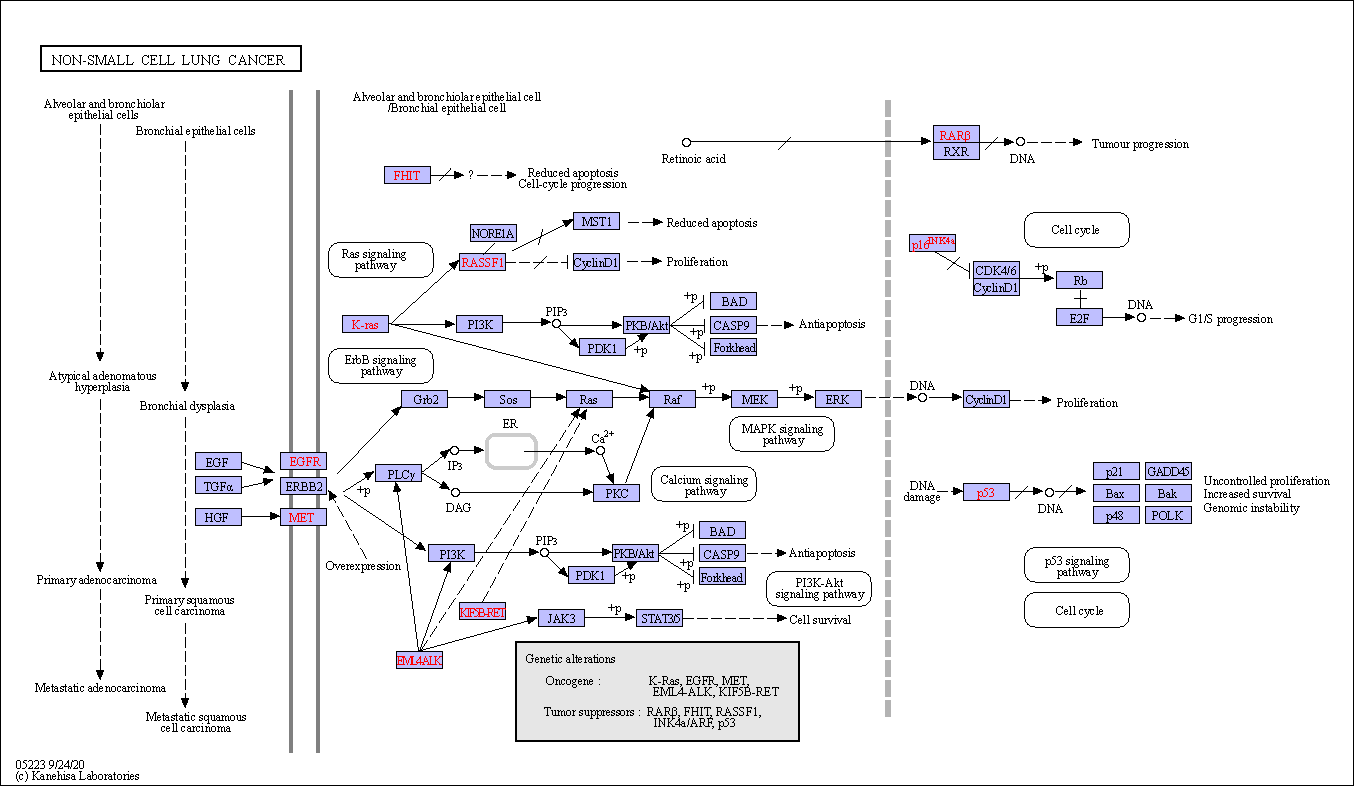 NON-SMALL CELL LUNG CANCER
Alveolar and bronchiolar
epithelial cells
Bronchial epithelial cells
Atypical adenomatous
hyperplasia
Bronchial dysplasia
Primary adenocarcinoma
Primary squamous
cell carcinoma
Metastatic adenocarcinoma
Metastatic squamous
cell carcinoma
EGF
TGFα
HGF
EGFR
ERBB2
MET
Overexpression
Alveolar and bronchiolar epithelial cell
/Bronchial epithelial cell
FHIT
?
Reduced apoptosis
Cell-cycle progression
Ras signaling
pathway
NORE1A
RASSF1
MST1
Reduced apoptosis
CyclinD1
Proliferation
K-ras
PI3K
PIP3
PDK1
+p
PKB/Akt
+p
+p
+p
BAD
CASP9
Forkhead
Antiapoptosis
ErbB signaling
pathway
Grb2
Sos
Ras
Raf
+p
MEK
+p
ERK
DNA
CyclinD1
Proliferation
MAPK signaling
pathway
ER
+p
PLCγ
IP3
DAG
Ca2+
PKC
Calcium signaling
pathway
PI3K
PIP3
PDK1
+p
PKB/Akt
+p
+p
+p
BAD
CASP9
Forkhead
Antiapoptosis
PI3K-Akt
signaling pathway
KIF5B-RET
JAK3
+p
STAT3/5
Cell survival
EML4ALK
Retinoic acid
RARβ
RXR
DNA
Tumour progression
p16INK4a
Cell cycle
CDK4/6
CyclinD1
+p
Rb
E2F
DNA
G1/S progression
DNA
damage
p53
DNA
p21
GADD45
Bax
Bak
p48
POLK
Uncontrolled proliferation
Increased survival
Genomic instability
p53 signaling
pathway
Cell cycle
Genetic alterations
Oncogene : K-Ras, EGFR, MET,
EML4-ALK, KIF5B-RET
Tumor suppressors : RARβ, FHIT, RASSF1,
INK4a/ARF, p53
05223 9/24/20
(c) Kanehisa Laboratories